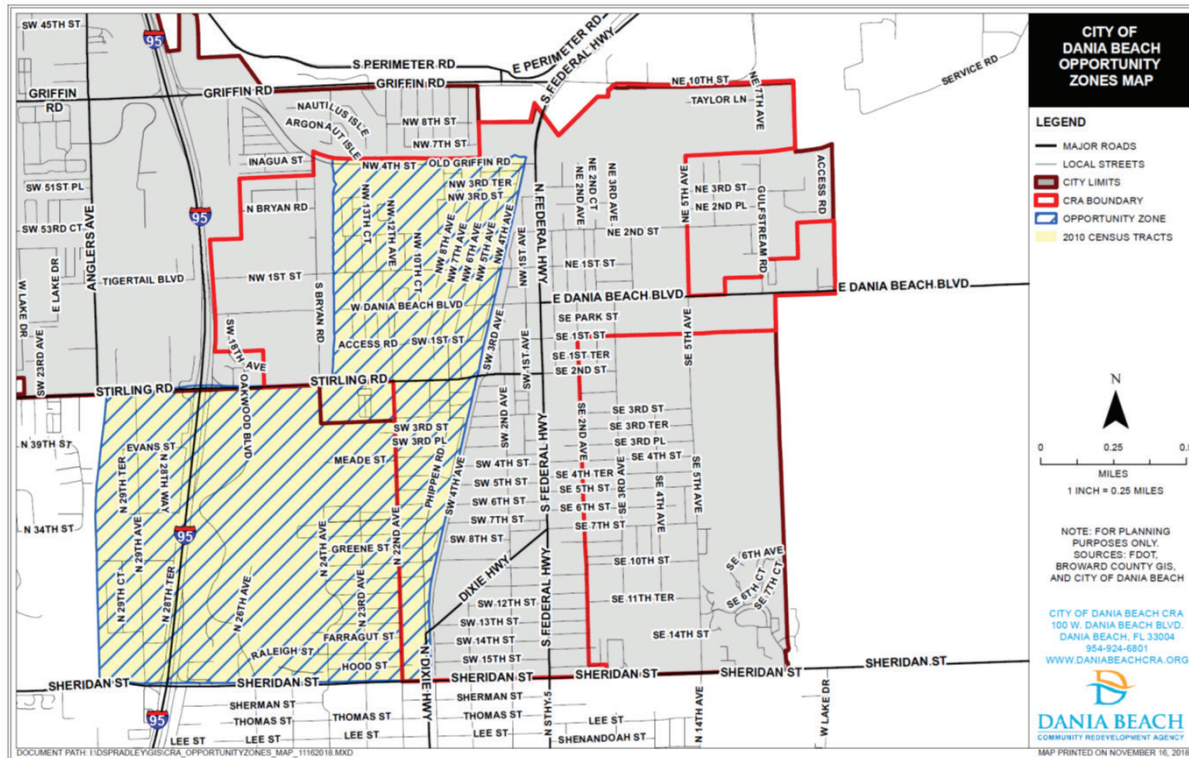 CITY OF
DANIA BEACH
OPPORTUNITY
ZONES MAP
LEGEND
MAJOR ROADS
LOCAL STREETS
CITY LIMITS
CRA BOUNDARY
OPPORTUNITY ZONE
2010 CENSUS TRACTS
N
0 0.25 0.5
MILES
1 INCH = 0.25 MILES
NOTE: FOR PLANNING
PURPOSES ONLY.
SOURCES: FDOT,
BROWARD COUNTY GIS,
AND CITY OF DANIA BEACH
CITY OF DANIA BEACH CRA
100 W. DANIA BEACH BLVD.
DANIA BEACH, FL 33004
954-924-6801
WWW.DANIABEACHCRA.ORG
DANIA BEACH
COMMUNITY REDEVELOPMENT AGENCY
MAP PRINTED ON NOVEMBER 16, 2018
SW 45TH ST
95
S PERIMETER RD
E PERIMETER RD
S FEDERAL HWY
SERVICE RD
GRIFFIN RD
GRIFFIN RD
GRIFFIN
RD
NE 10TH ST
TAYLOR LN
NE 7TH AVE
NAUTILUS ISLE
ARGONAUT ISLE
NW 8TH ST
NW 7TH ST
INAGUA ST
NW 4TH ST
OLD GRIFFIN RD
SW 51ST PL
ANGLERS AVE
95
N BRYAN RD
NW 13TH CT
NW 12TH AVE
NW 10TH CT
NW 3RD TER
NW 3RD ST
NW 8TH AVE
NW 7TH AVE
NW 6TH AVE
NW 5TH AVE
NW 4TH AVE
NW 1ST AVE
N FEDERAL HWY
NE 2ND AVE
NE 2ND CT
NE 3RD AVE
NE 2ND ST
NE 5TH AVE
NE 3RD ST
NE 2ND PL
GULFSTREAM RD
ACCESS RD
SW 53RD CT
W LAKE DR
E LAKE DR
TIGERTAIL BLVD
NW 1ST ST
NE 1ST ST
S BRYAN RD
W DANIA BEACH BLVD
E DANIA BEACH BLVD
E DANIA BEACH BLVD
SW 23RD AVE
SW 18TH AVE
ACCESS RD
SW 1ST ST
SW 3RD AVE
SW 1ST AVE
SE PARK ST
SE 1ST ST
SE 1ST TER
SE 2ND ST
SE 5TH AVE
STIRLING RD
STIRLING RD
OAKWOOD BLVD
N 39TH ST
EVANS ST
N 29TH TER
N 28TH WAY
MEADE ST
SW 3RD ST
SW 3RD PL
PHIPPEN RD
SW 4TH AVE
SW 2ND AVE
SW 4TH ST
SW 5TH ST
SW 6TH ST
SW 7TH ST
SW 8TH ST
S FEDERAL HWY
SE 2ND AVE
SE 3RD ST
SE 3RD TER
SE 3RD PL
SE 4TH ST
SE 4TH TER
SE 5TH ST
SE 6TH ST
SE 7TH ST
SE 3RD AVE
SE 4TH AVE
SE 5TH AVE
N 34TH ST
95
N 29TH AVE
N 29TH CT
N 28TH TER
N 26TH AVE
N 24TH AVE
GREENE ST
N 23RD AVE
N 22ND AVE
DIXIE HWY
SE 10TH ST
SE 11TH TER
SE 14TH ST
SE 6TH AVE
SE 6TH CT
SE 7TH CT
SW 12TH ST
SW 13TH ST
SW 14TH ST
SW 15TH ST
S FEDERAL HWY
FARRAGUT ST
RALEIGH ST
HOOD ST
N DIXIE HWY
SHERIDAN ST
SHERIDAN ST
SHERIDAN ST
SHERIDAN ST
SHERIDAN ST
SHERIDAN ST
95
SHERMAN ST
THOMAS ST
LEE ST
THOMAS ST
LEE ST
SHERMAN ST
THOMAS ST
LEE ST
N STHY 5
LEE ST
SHENANDOAH ST
N 14TH AVE
W LAKE DR
DOCUMENT PATH: I:\DSPRADLEY\GIS\CRA_OPPORTUNITYZONES_MAP_11162018.MXD